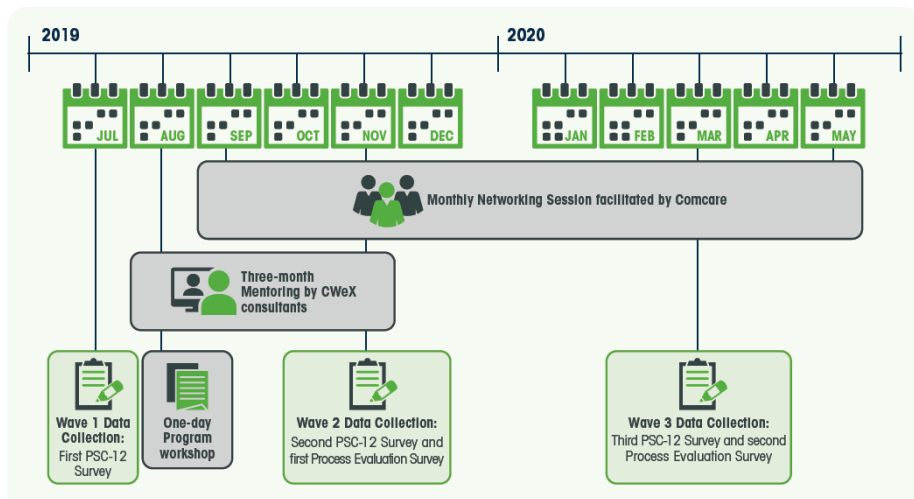 2019
2020
JUL
AUG
SEP
OCT
NOV
DEC
JAN
FEB
MAR
APR
MAY
Monthly Networking Session facilitated by Comcare
Three-month
Mentoring by CWeX
consultants
Wave 1 Data
Collection:
First PSC-12
Survey
One-day
Program
workshop
Wave 2 Data Collection:
Second PSC-12 Survey and
first Process Evaluation Survey
Wave 3 Data Collection:
Third PSC-12 Survey and second
Process Evaluation Survey